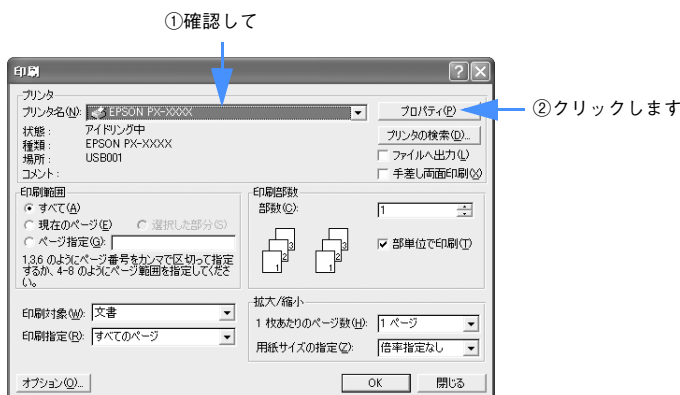 ①確認して
印刷
プリンタ
プリンタ名(N): EPSON PX-XXXX
プロパティ(P)
②クリックします
状態： アイドリング中
種類： EPSON PX-XXXX
場所： USB001
コメント：
プリンタの検索(D)...
ファイルへ出力(L)
手差し両面印刷(X)
印刷範囲
すべて(A)
現在のページ(E) 選択した部分(S)
ページ指定(G):
1,3,6 のようにページ番号をカンマで区切って指定
するか、4-8 のようにページ範囲を指定してくださ
い。
印刷部数
部数(C): 1
部単位で印刷(T)
1 2 3 1 2 3
印刷対象(W): 文書
印刷指定(R): すべてのページ
拡大/縮小
1 枚あたりのページ数(H): 1 ページ
用紙サイズの指定(Z): 倍率指定なし
オプション(O)...
OK
閉じる